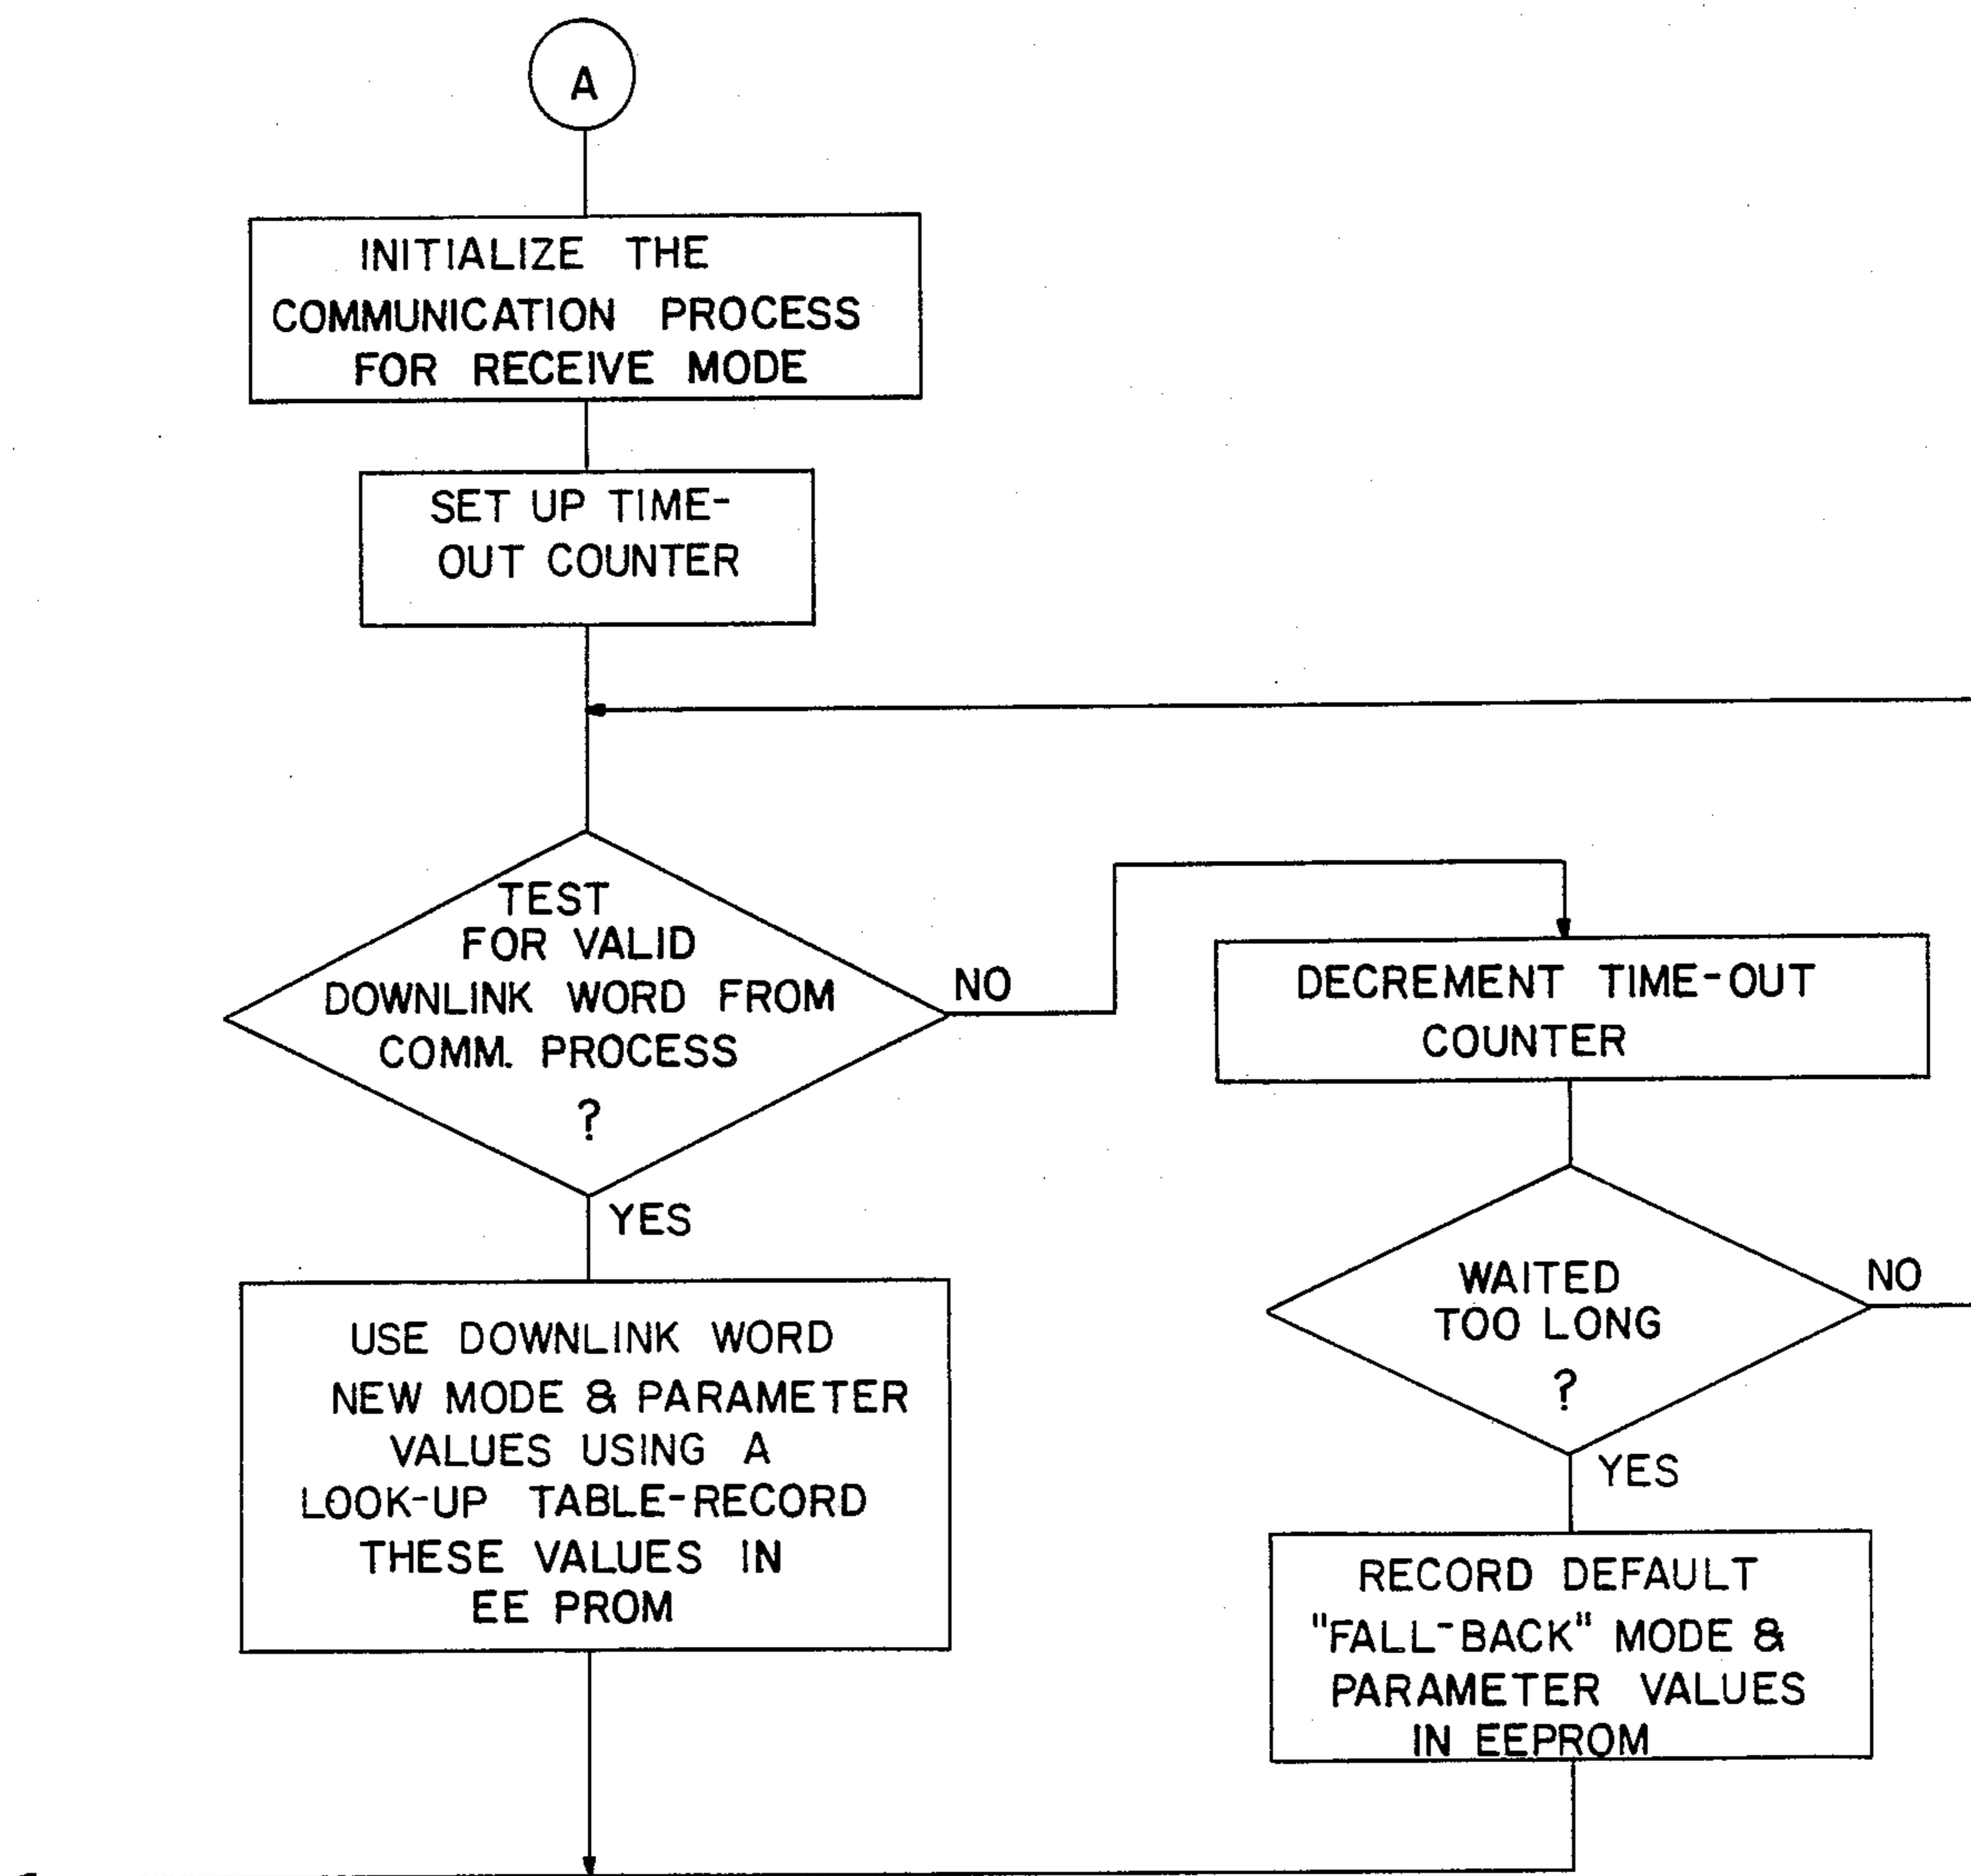 A
INITIALIZE THE
COMMUNICATION PROCESS
FOR RECEIVE MODE
SET UP TIME-
OUT COUNTER
TEST
FOR VALID
DOWNLINK WORD FROM
COMM. PROCESS
?
NO
YES
USE DOWNLINK WORD
NEW MODE & PARAMETER
VALUES USING A
LOOK-UP TABLE-RECORD
THESE VALUES IN
EE PROM
DECREMENT TIME-OUT
COUNTER
WAITED
TOO LONG
?
NO
YES
RECORD DEFAULT
"FALL-BACK" MODE &
PARAMETER VALUES
IN EEPROM